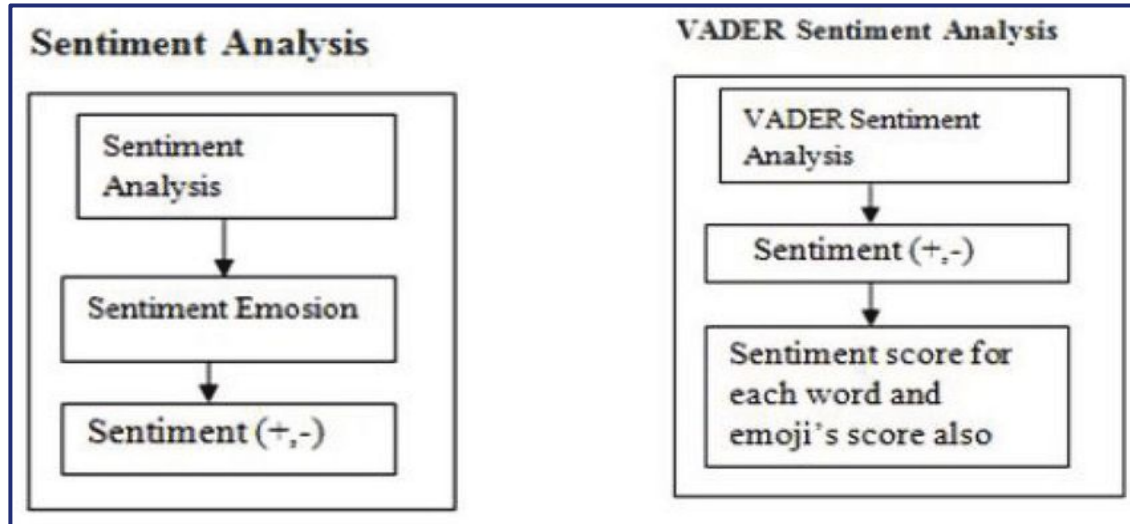 Sentiment Analysis
Sentiment
Analysis
Sentiment Emosion
Sentiment (+,-)
VADER Sentiment Analysis
VADER Sentiment
Analysis
Sentiment (+,-)
Sentiment score for
each word and
emoji's score also